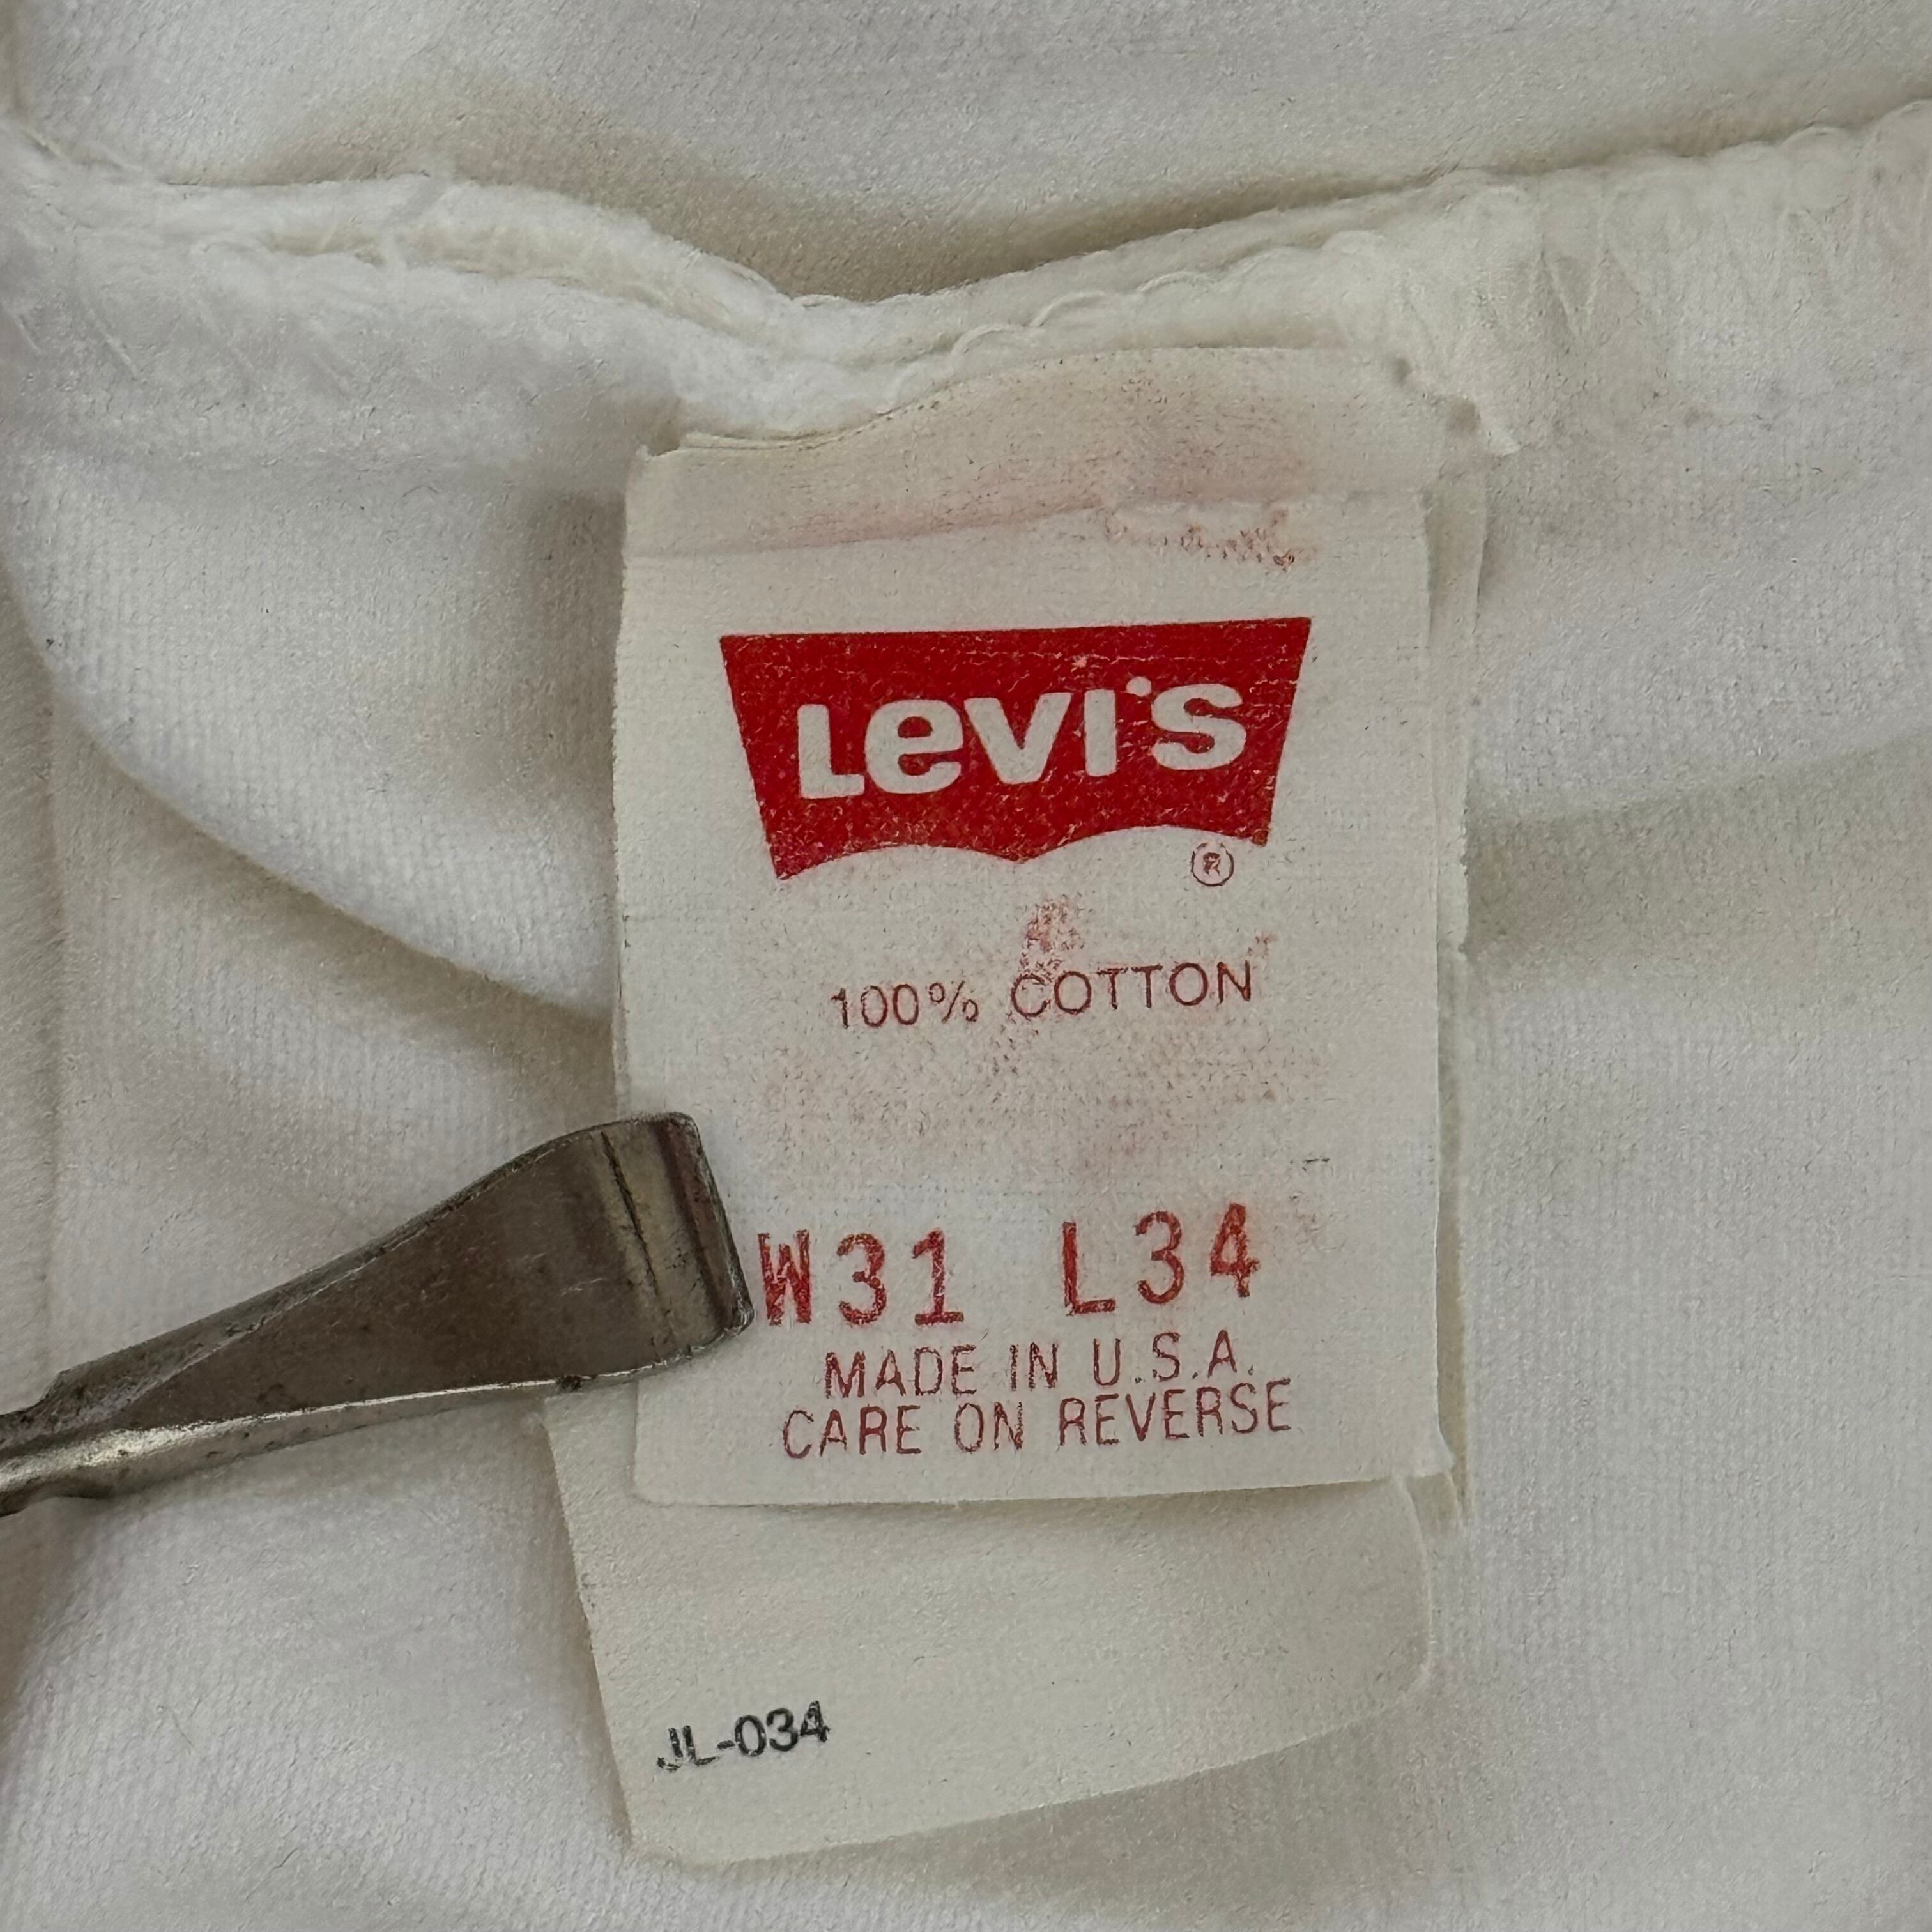 Levi's
®
100% COTTON
W31 L34
MADE IN U.S.A.
CARE ON REVERSE
JL-034